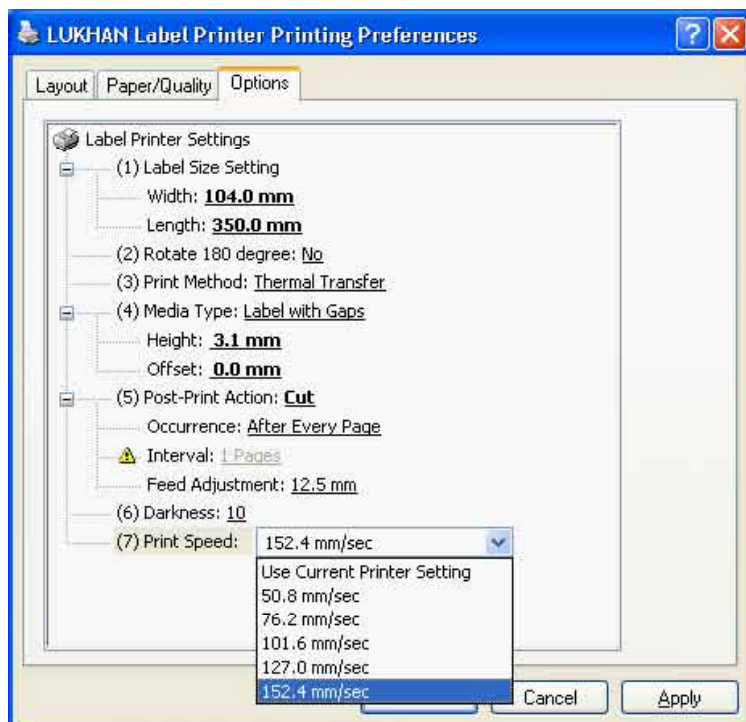 LUKHAN Label Printer Printing Preferences
Layout Paper/Quality Options
Label Printer Settings
(1) Label Size Setting
Width: 104.0 mm
Length: 350.0 mm
(2) Rotate 180 degree: No
(3) Print Method: Thermal Transfer
(4) Media Type: Label with Gaps
Height: 3.1 mm
Offset: 0.0 mm
(5) Post-Print Action: Cut
Occurrence: After Every Page
Interval: 1 Pages
Feed Adjustment: 12.5 mm
(6) Darkness: 10
(7) Print Speed: 152.4 mm/sec
Use Current Printer Setting
50.8 mm/sec
76.2 mm/sec
101.6 mm/sec
127.0 mm/sec
152.4 mm/sec
Cancel Apply